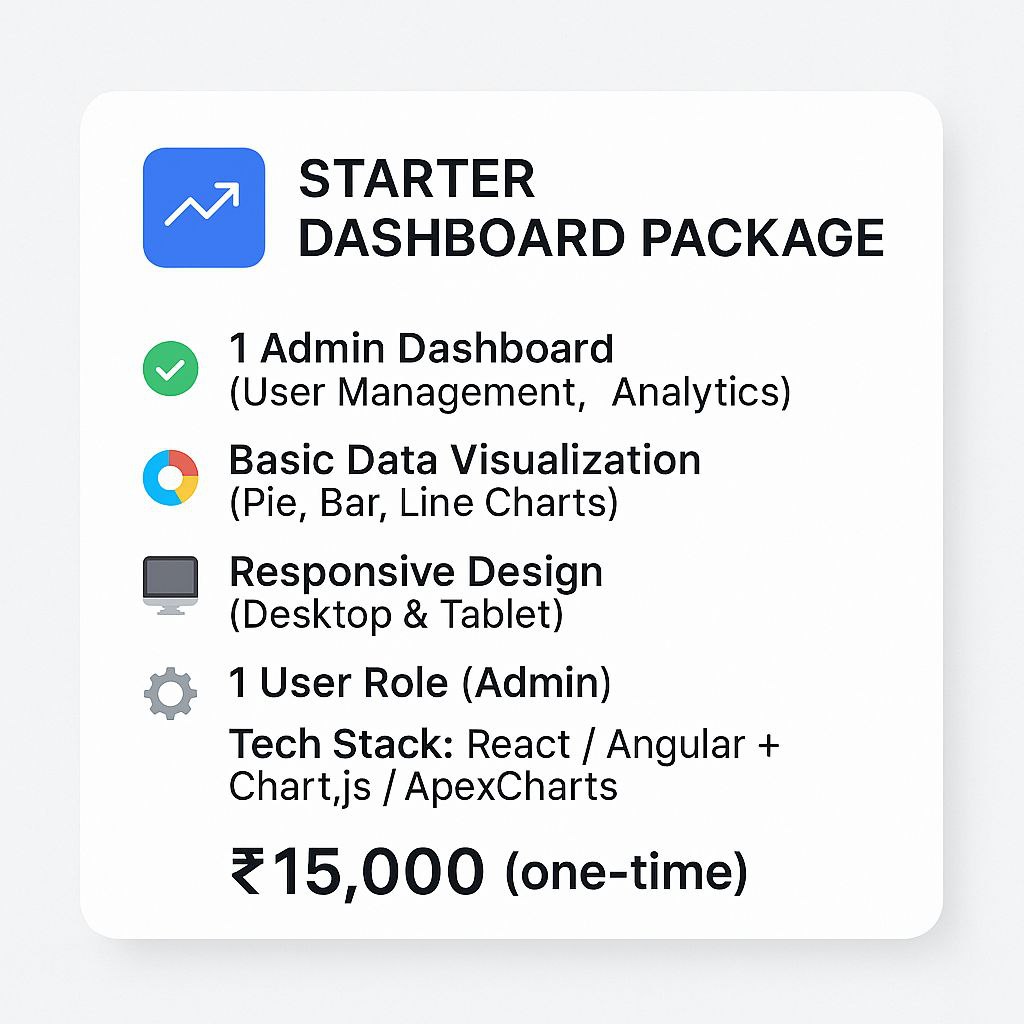 STARTER
DASHBOARD PACKAGE
1 Admin Dashboard
(User Management, Analytics)
Basic Data Visualization
(Pie, Bar, Line Charts)
Responsive Design
(Desktop & Tablet)
1 User Role (Admin)
Tech Stack: React / Angular +
Chart,js / ApexCharts
₹15,000 (one-time)